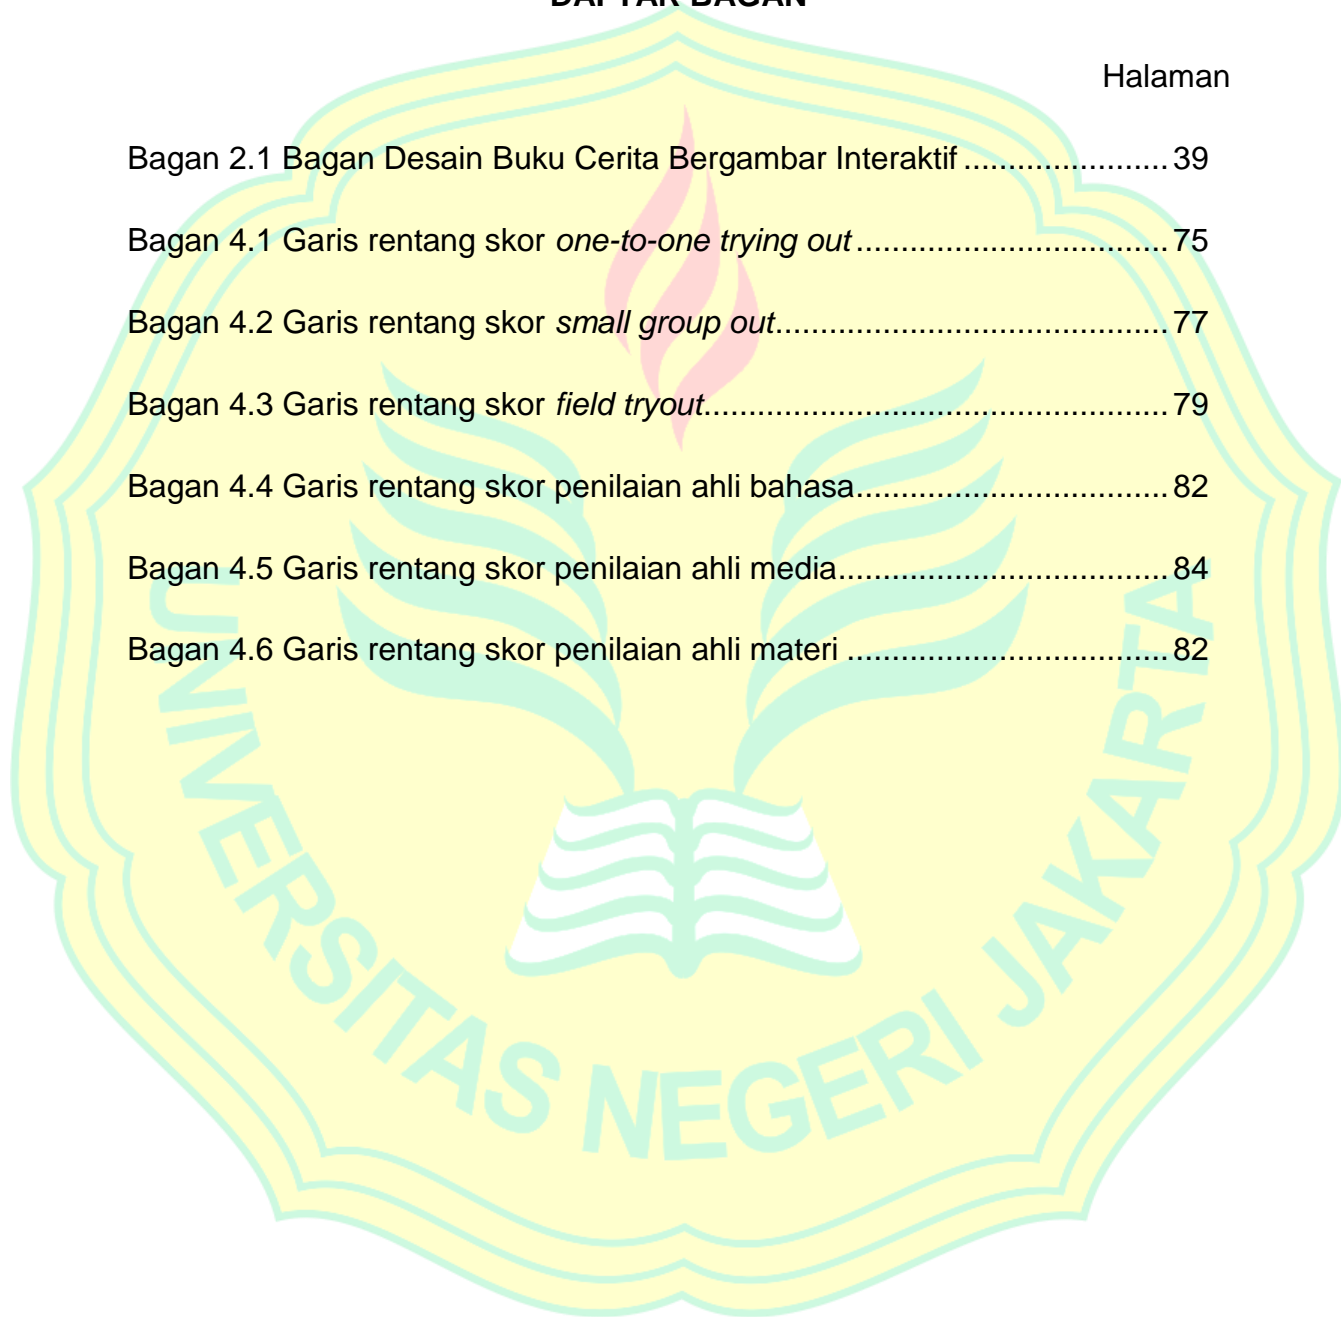 DAFTAR BAGAN
Halaman
Bagan 2.1 Bagan Desain Buku Cerita Bergambar Interaktif ....................... 39
Bagan 4.1 Garis rentang skor one-to-one trying out ................................... 75
Bagan 4.2 Garis rentang skor small group out............................................ 77
Bagan 4.3 Garis rentang skor field tryout.................................................... 79
Bagan 4.4 Garis rentang skor penilaian ahli bahasa................................... 82
Bagan 4.5 Garis rentang skor penilaian ahli media..................................... 84
Bagan 4.6 Garis rentang skor penilaian ahli materi .................................... 82
UNIVERSITAS NEGERI JAKARTA